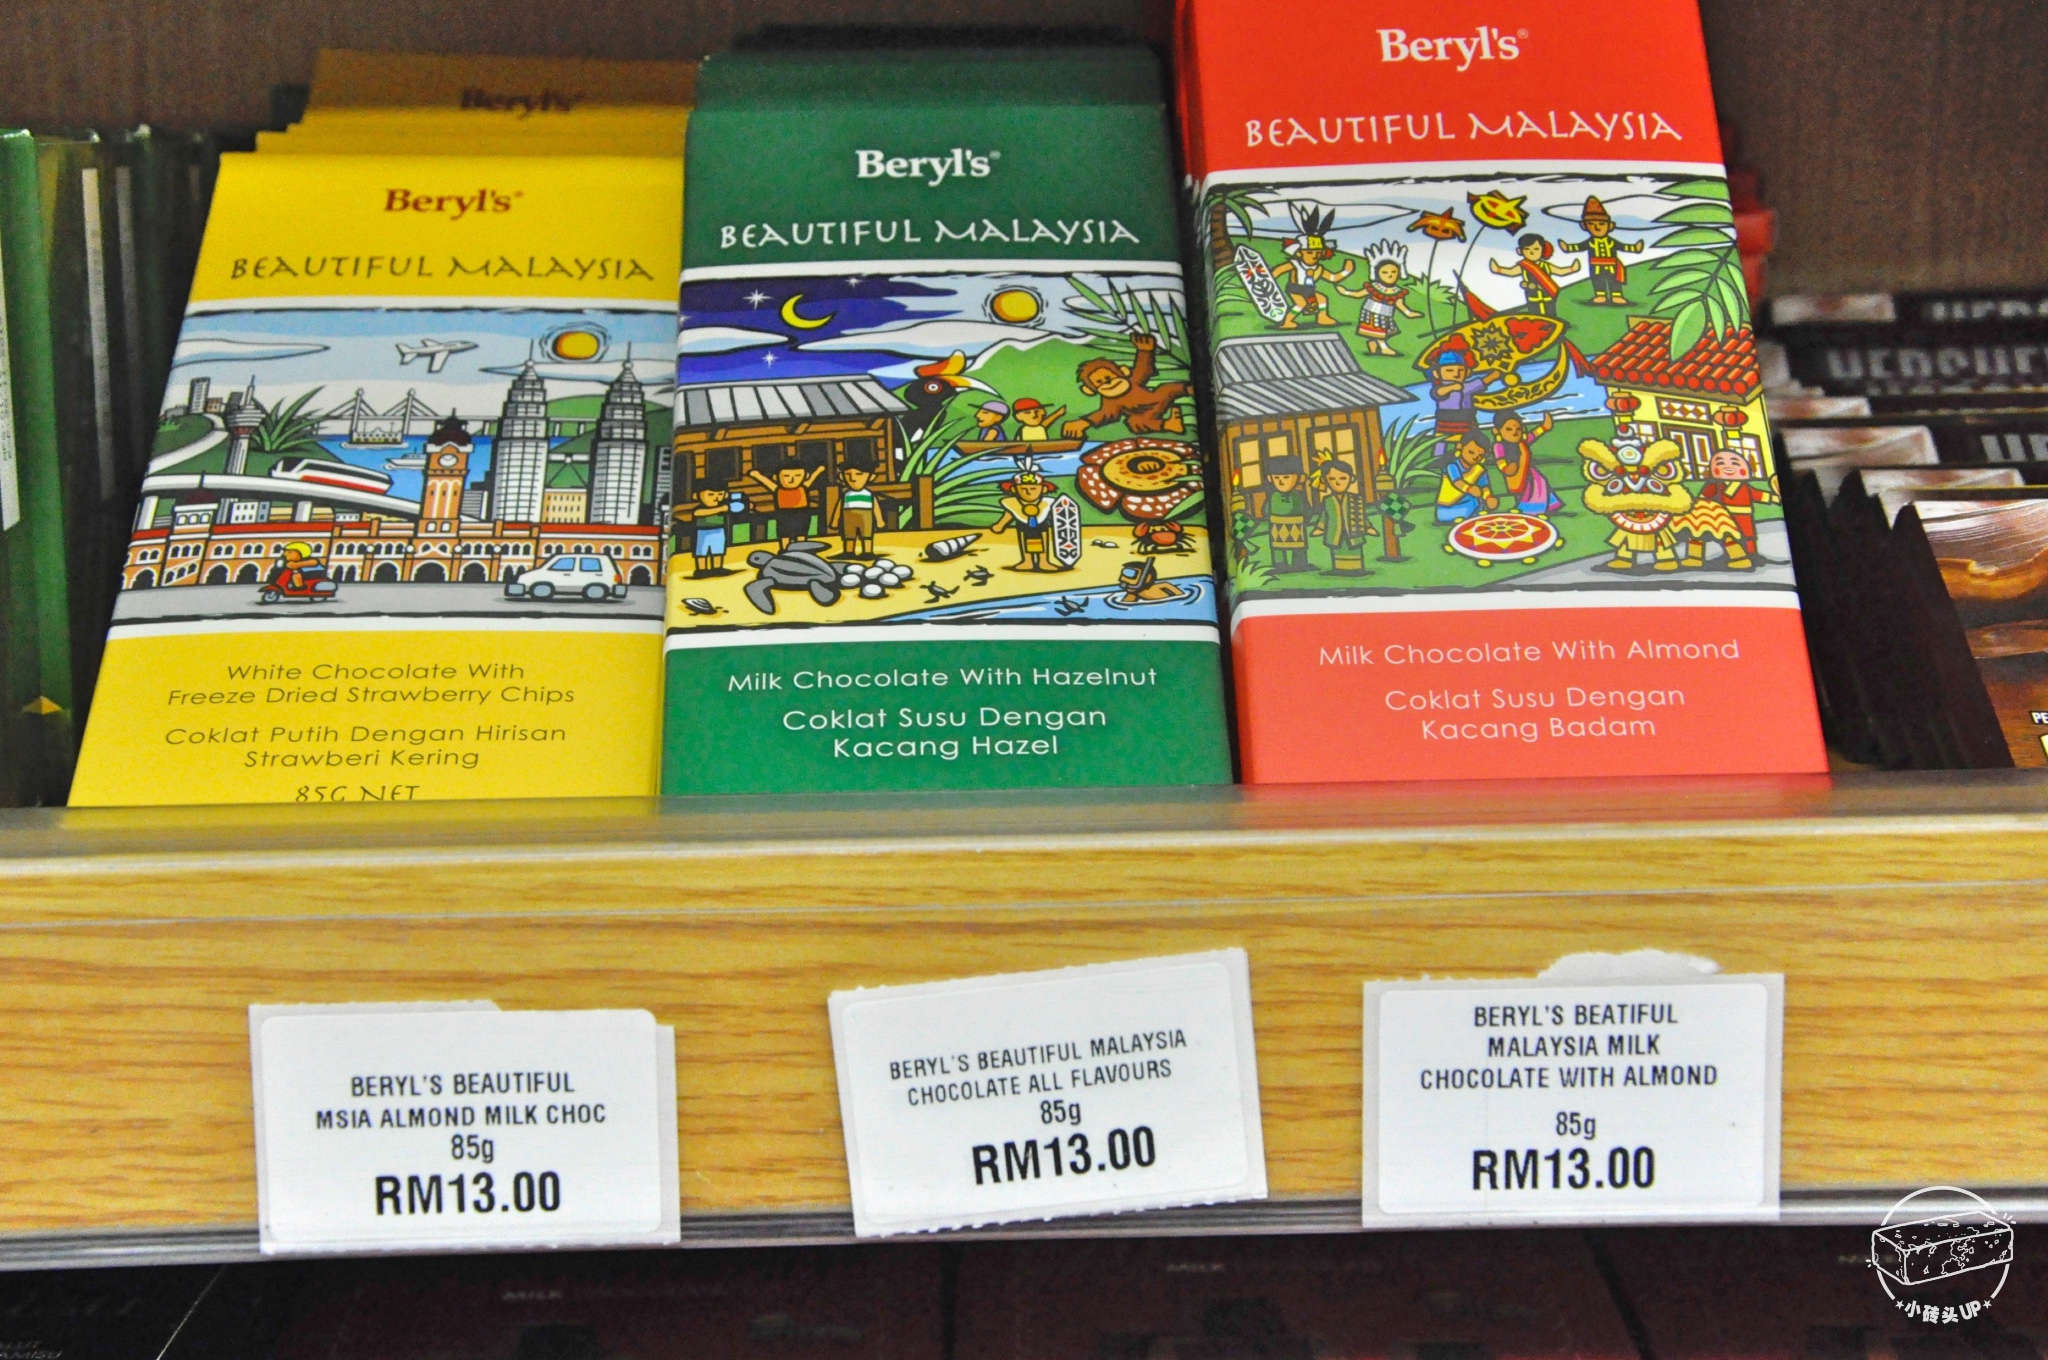 Beryl's
Beryl's®
BEAUTIFUL MALAYSIA
White Chocolate With
Freeze Dried Strawberry Chips
Coklat Putih Dengan Hirisan
Strawberi Kering
85G NET
Beryl's®
BEAUTIFUL MALAYSIA
Milk Chocolate With Hazelnut
Coklat Susu Dengan
Kacang Hazel
Beryl's®
BEAUTIFUL MALAYSIA
Milk Chocolate With Almond
Coklat Susu Dengan
Kacang Badam
BERYL'S BEAUTIFUL
MSIA ALMOND MILK CHOC
85g
RM13.00
BERYL'S BEAUTIFUL MALAYSIA
CHOCOLATE ALL FLAVOURS
85g
RM13.00
BERYL'S BEATIFUL
MALAYSIA MILK
CHOCOLATE WITH ALMOND
85g
RM13.00
MILK
MILK
小砖头UP